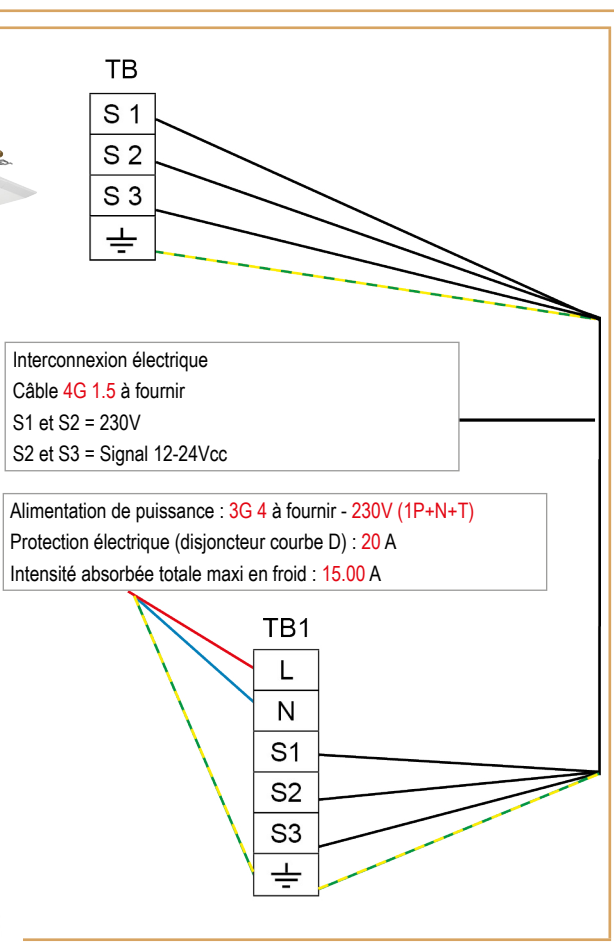 TB
S 1
S 2
S 3
Interconnexion électrique
Câble 4G 1.5 à fournir
S1 et S2 = 230V
S2 et S3 = Signal 12-24Vcc
Alimentation de puissance : 3G 4 à fournir - 230V (1P+N+T)
Protection électrique (disjoncteur courbe D) : 20 A
Intensité absorbée totale maxi en froid : 15.00 A
TB1
L
N
S1
S2
S3